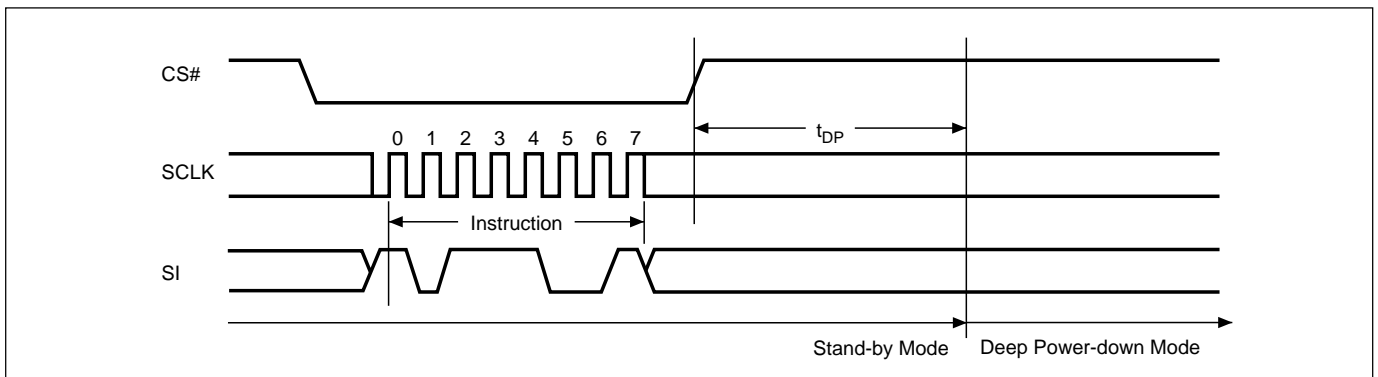 CS#
tDP
0 1 2 3 4 5 6 7
SCLK
Instruction
SI
Stand-by Mode Deep Power-down Mode